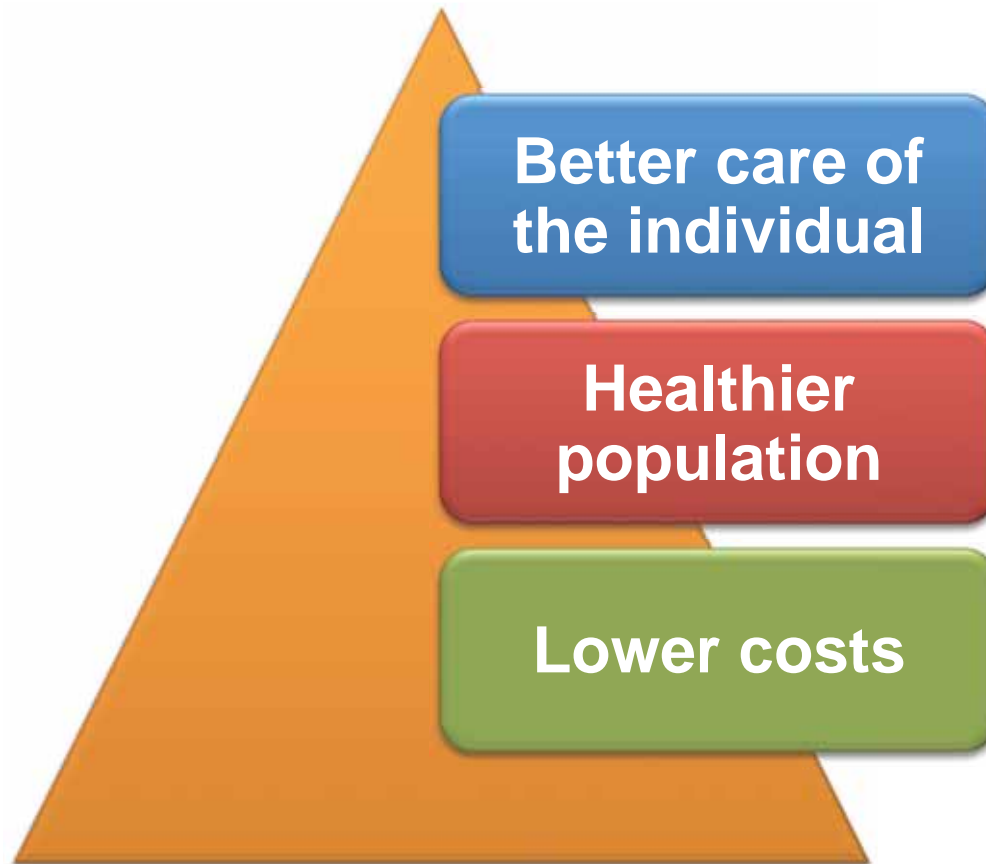 Better care of
the individual
Healthier
population
Lower costs